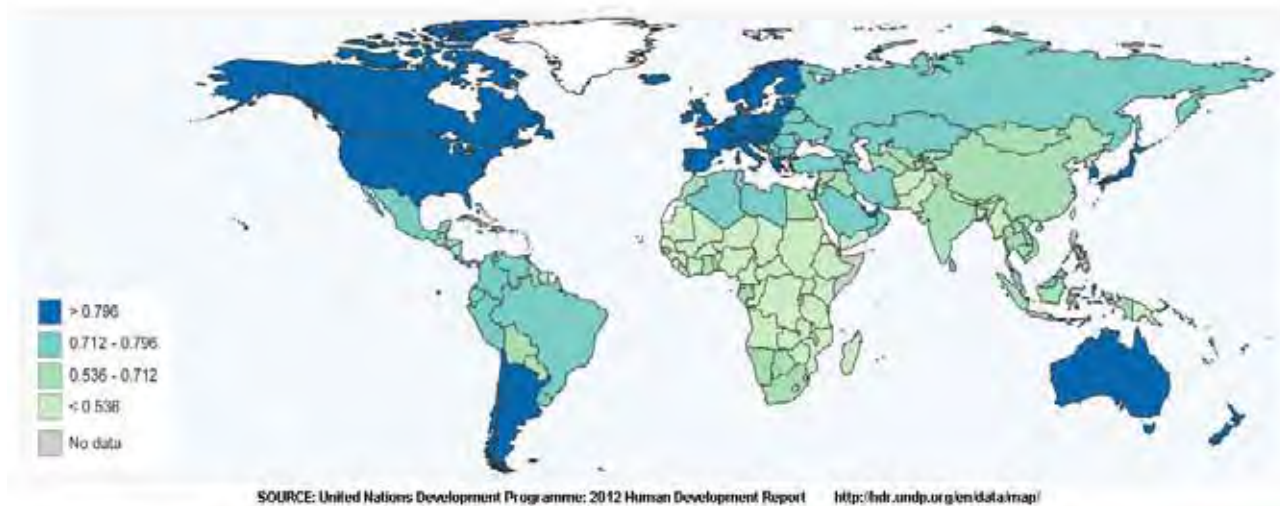 > 0.796
0.712 - 0.796
0.536 - 0.712
< 0.536
No data
SOURCE: United Nations Development Programme: 2012 Human Development Report http://hdr.undp.org/en/data/map/